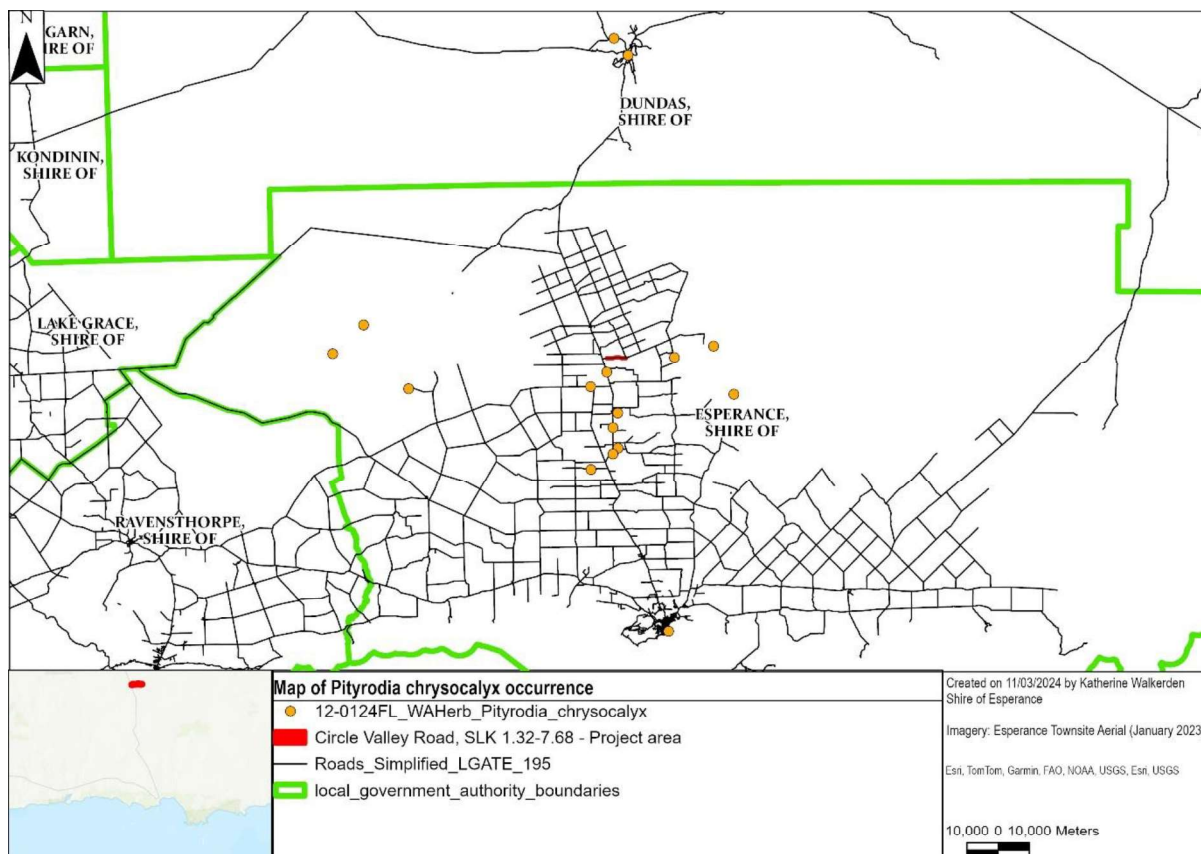 N
GARN,
IRE OF
DUNDAS,
SHIRE OF
KONDININ,
SHIRE OF
LAKE GRACE,
SHIRE OF
ESPERANCE,
SHIRE OF
RAVENSTHORPE,
SHIRE OF
Map of Pityrodia chrysocalyx occurrence
12-0124FL_WAHerb_Pityrodia_chrysocalyx
Circle Valley Road, SLK 1.32-7.68 - Project area
Roads_Simplified_LGATE_195
local_government_authority_boundaries
Created on 11/03/2024 by Katherine Walkerden
Shire of Esperance
Imagery: Esperance Townsite Aerial (January 2023
Esri, TomTom, Garmin, FAO, NOAA, USGS, Esri, USGS
10,000 0 10,000 Meters